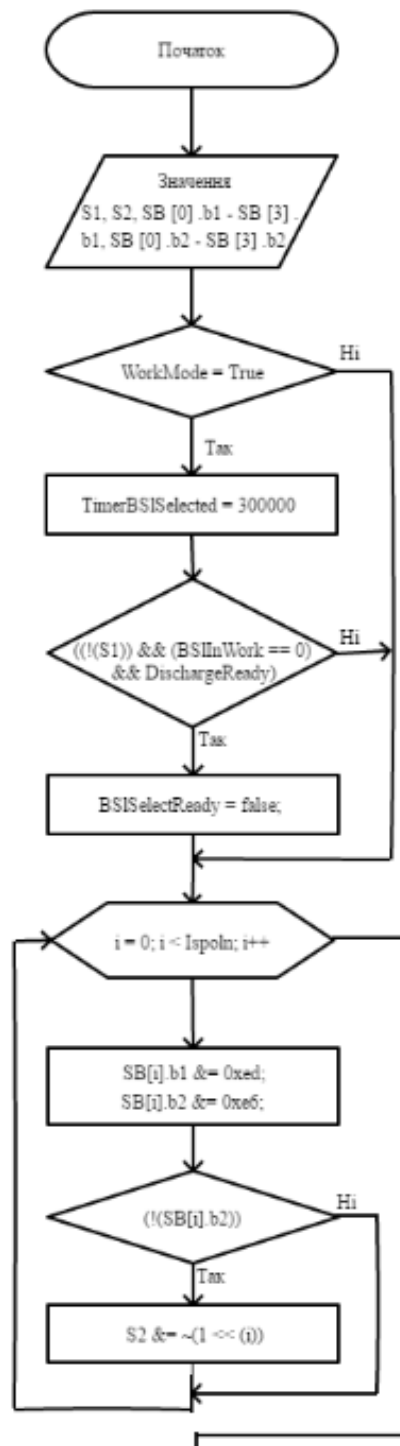 Початок
Значення
S1, S2, SB [0] .b1 - SB [3] .
b1, SB [0] .b2 - SB [3] .b2
WorkMode = True
Ні
Так
TimerBSISelected = 300000
((!(S1)) && (BSIInWork == 0)
&& DischargeReady)
Ні
Так
BSISelectReady = false;
i = 0; i < Ispoln; i++
SB[i].b1 &= 0xed;
SB[i].b2 &= 0xe6;
(!(SB[i].b2))
Ні
Так
S2 &= ~(1 << (i))